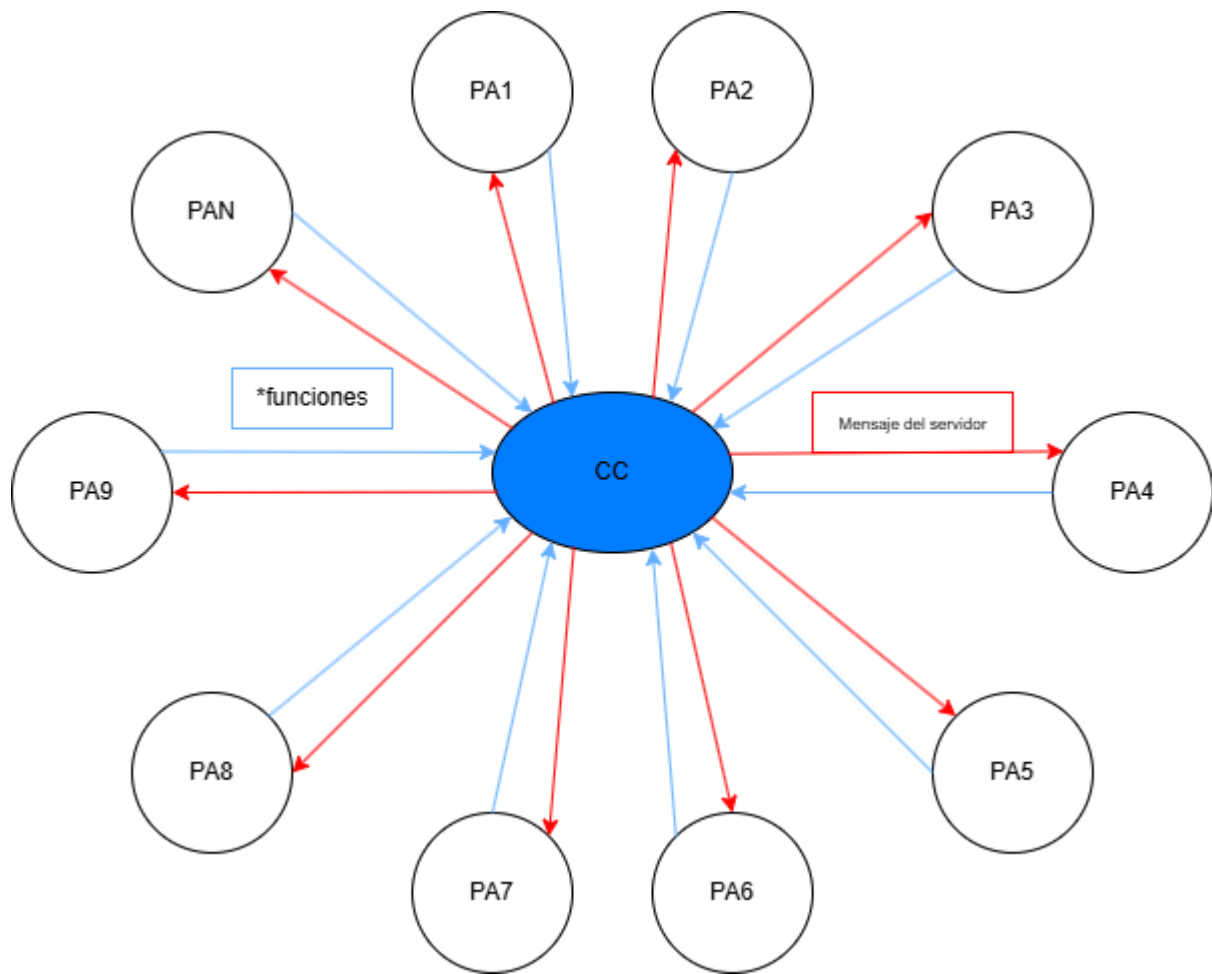 PA1
PA2
PAN
PA3
*funciones
Mensaje del servidor
CC
PA9
PA4
PA8
PA5
PA7
PA6